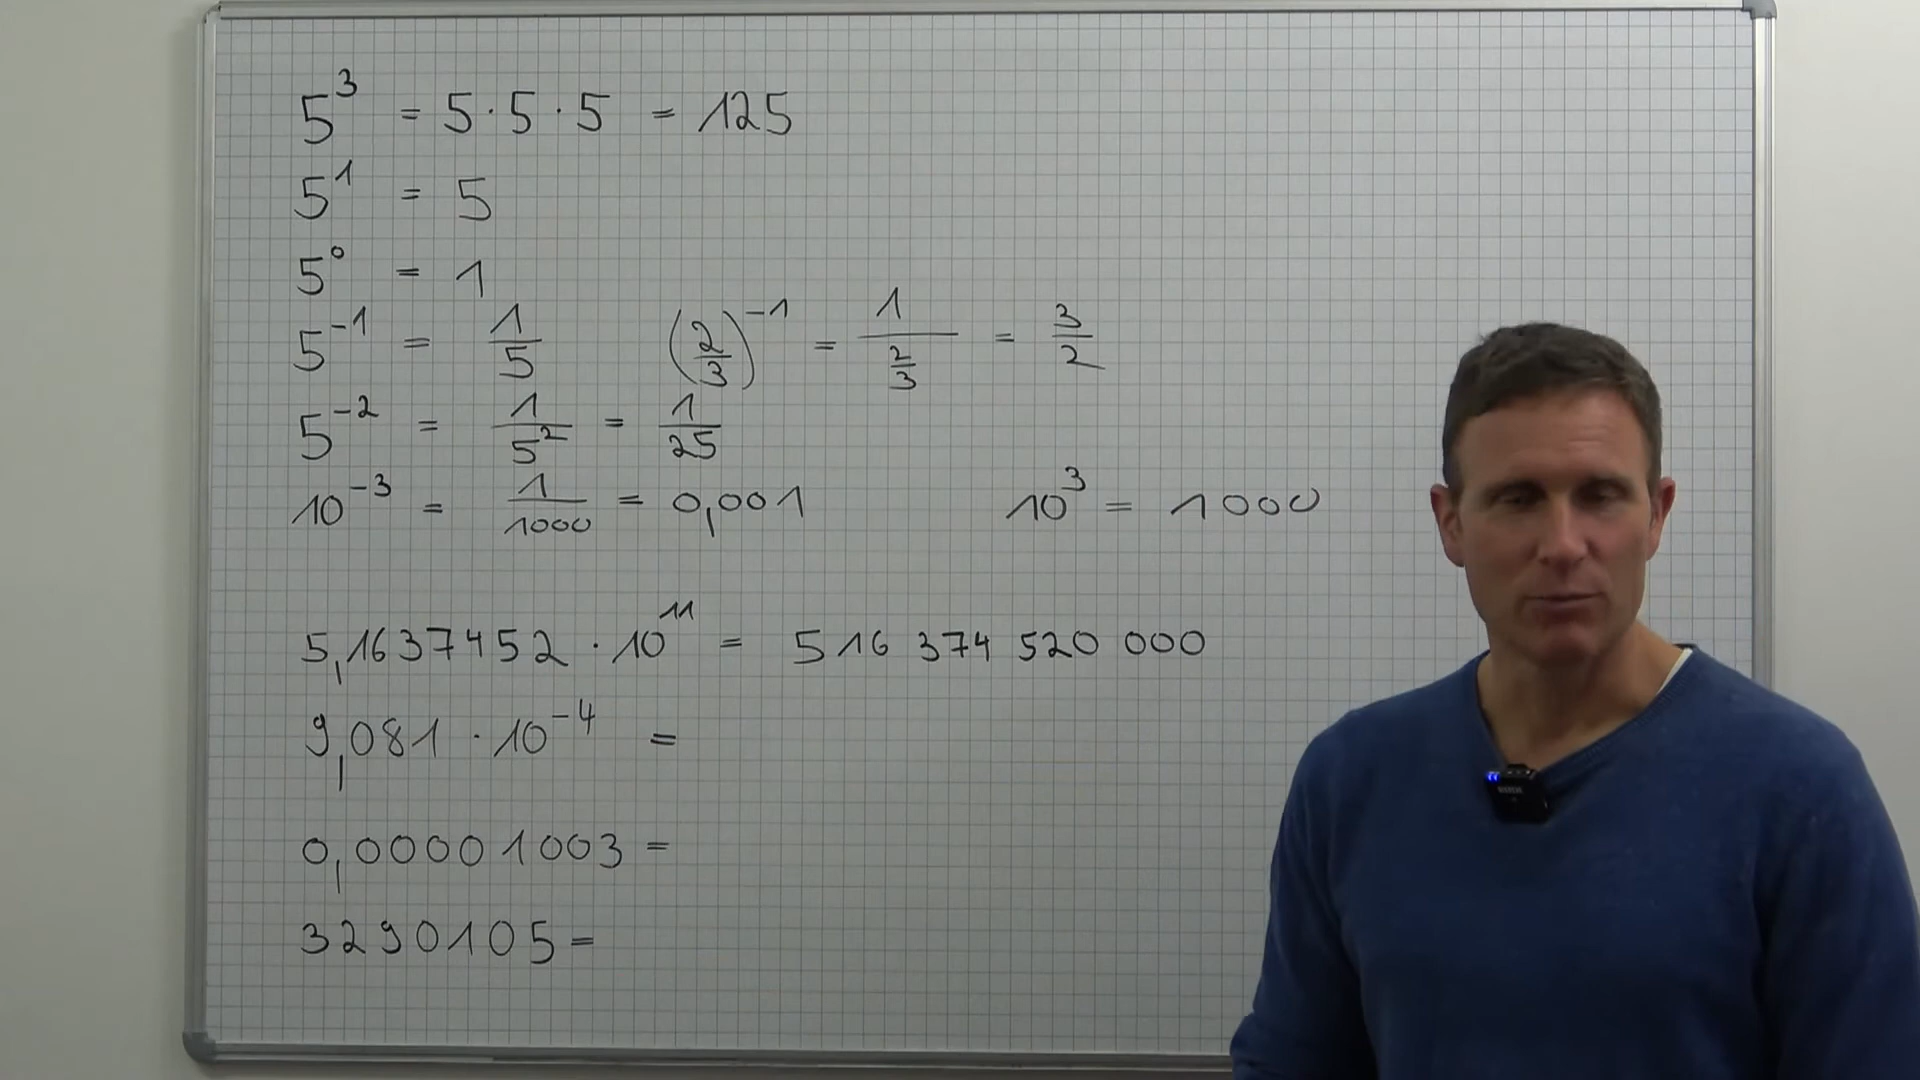 5³ = 5·5·5 = 125
5¹ = 5
5⁰ = 1
5⁻¹ = 1/5 (2/3)⁻¹ = 1/(2/3) = 3/2
5⁻² = 1/5² = 1/25
10⁻³ = 1/1000 = 0,001 10³ = 1000
5,1637452 · 10¹¹ = 516 374 520 000
9,081 · 10⁻⁴ =
0,00001003 =
3290105 =